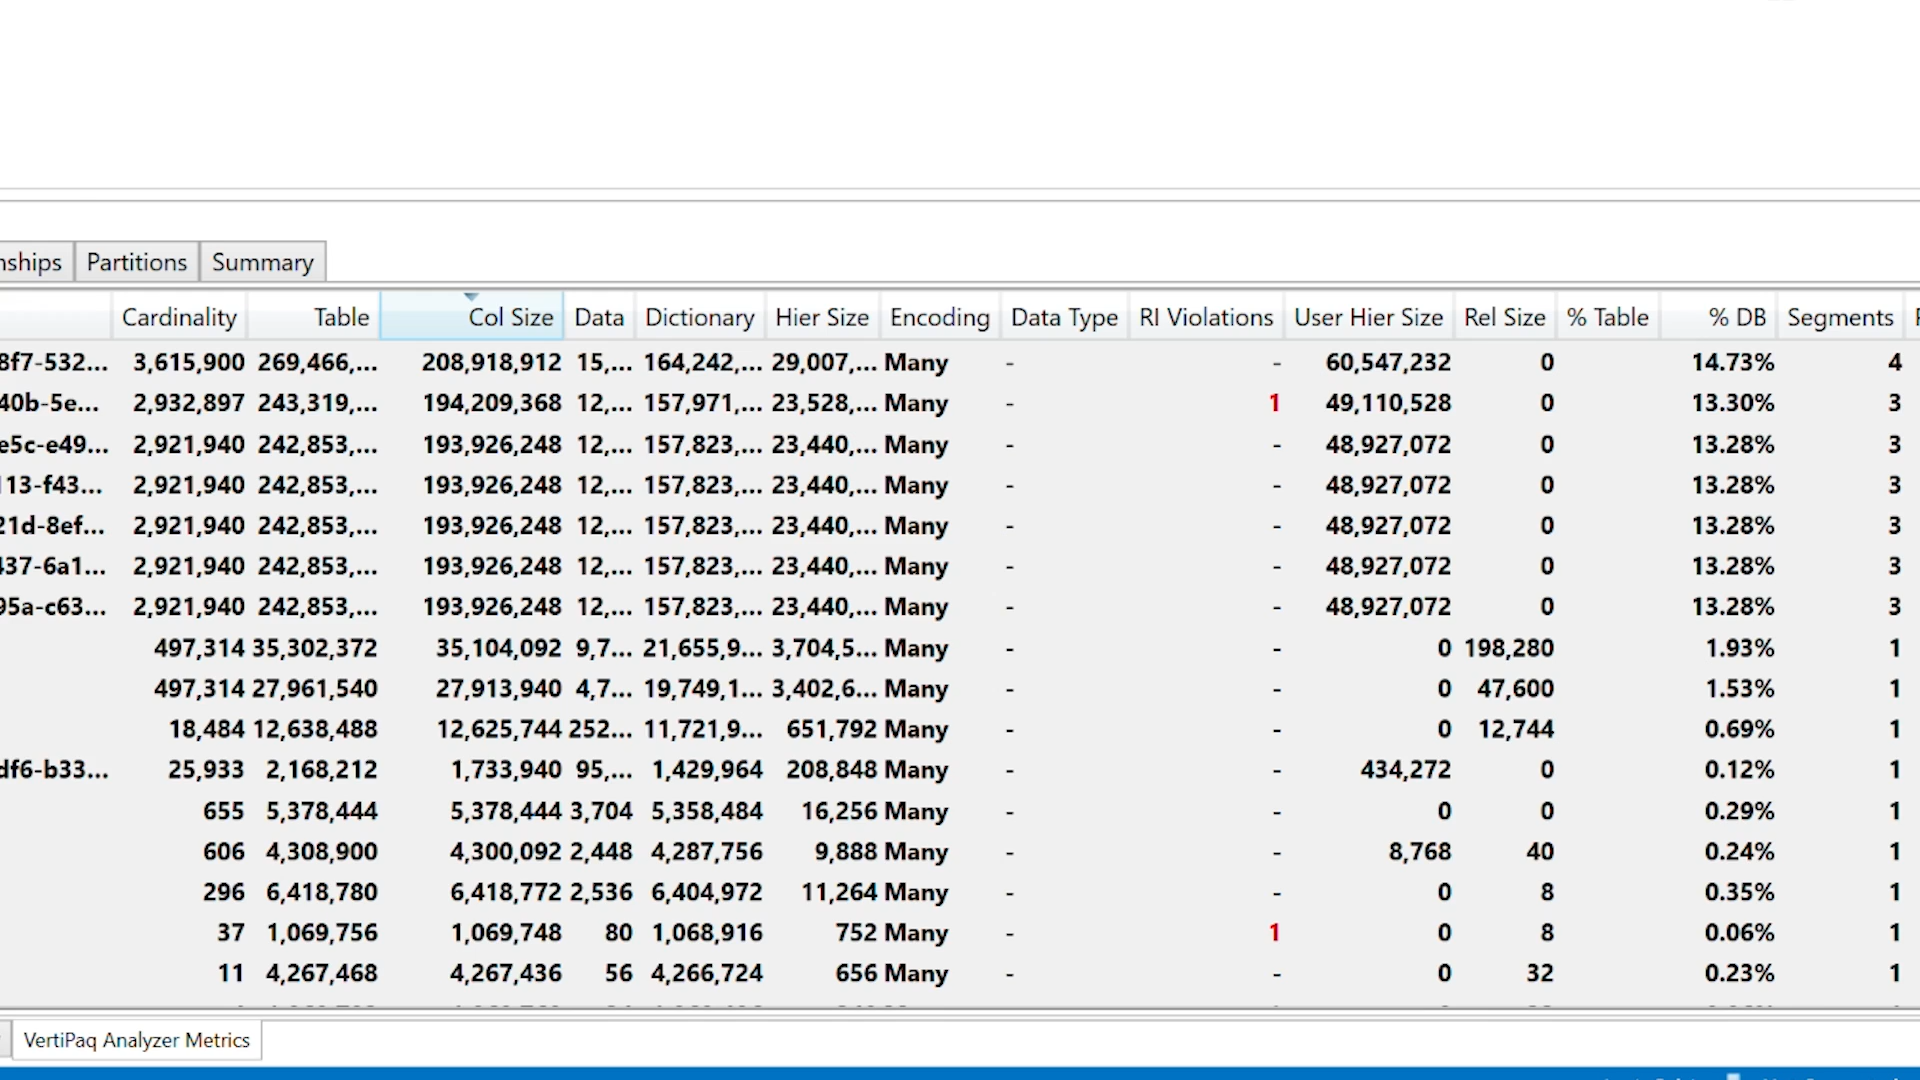 nships Partitions Summary
Cardinality Table Col Size Data Dictionary Hier Size Encoding Data Type RI Violations User Hier Size Rel Size % Table % DB Segments
8f7-532... 3,615,900 269,466,... 208,918,912 15,... 164,242,... 29,007,... Many - - 60,547,232 0 14.73% 4
40b-5e... 2,932,897 243,319,... 194,209,368 12,... 157,971,... 23,528,... Many - 1 49,110,528 0 13.30% 3
e5c-e49... 2,921,940 242,853,... 193,926,248 12,... 157,823,... 23,440,... Many - - 48,927,072 0 13.28% 3
113-f43... 2,921,940 242,853,... 193,926,248 12,... 157,823,... 23,440,... Many - - 48,927,072 0 13.28% 3
21d-8ef... 2,921,940 242,853,... 193,926,248 12,... 157,823,... 23,440,... Many - - 48,927,072 0 13.28% 3
437-6a1... 2,921,940 242,853,... 193,926,248 12,... 157,823,... 23,440,... Many - - 48,927,072 0 13.28% 3
95a-c63... 2,921,940 242,853,... 193,926,248 12,... 157,823,... 23,440,... Many - - 48,927,072 0 13.28% 3
497,314 35,302,372 35,104,092 9,7... 21,655,9... 3,704,5... Many - - 0 198,280 1.93% 1
497,314 27,961,540 27,913,940 4,7... 19,749,1... 3,402,6... Many - - 0 47,600 1.53% 1
18,484 12,638,488 12,625,744 252... 11,721,9... 651,792 Many - - 0 12,744 0.69% 1
df6-b33... 25,933 2,168,212 1,733,940 95,... 1,429,964 208,848 Many - - 434,272 0 0.12% 1
655 5,378,444 5,378,444 3,704 5,358,484 16,256 Many - - 0 0 0.29% 1
606 4,308,900 4,300,092 2,448 4,287,756 9,888 Many - - 8,768 40 0.24% 1
296 6,418,780 6,418,772 2,536 6,404,972 11,264 Many - - 0 8 0.35% 1
37 1,069,756 1,069,748 80 1,068,916 752 Many - 1 0 8 0.06% 1
11 4,267,468 4,267,436 56 4,266,724 656 Many - - 0 32 0.23% 1
VertiPaq Analyzer Metrics